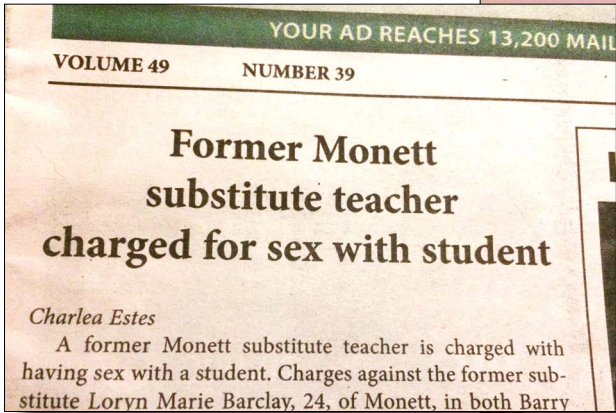 YOUR AD REACHES 13,200
VOLUME 49 NUMBER 39
Former Monett
substitute teacher
charged for sex with student
Charlea Estes
A former Monett substitute teacher is charged with
having sex with a student. Charges against the former sub-
stitute Loryn Marie Barclay, 24, of Monett, in both Barry